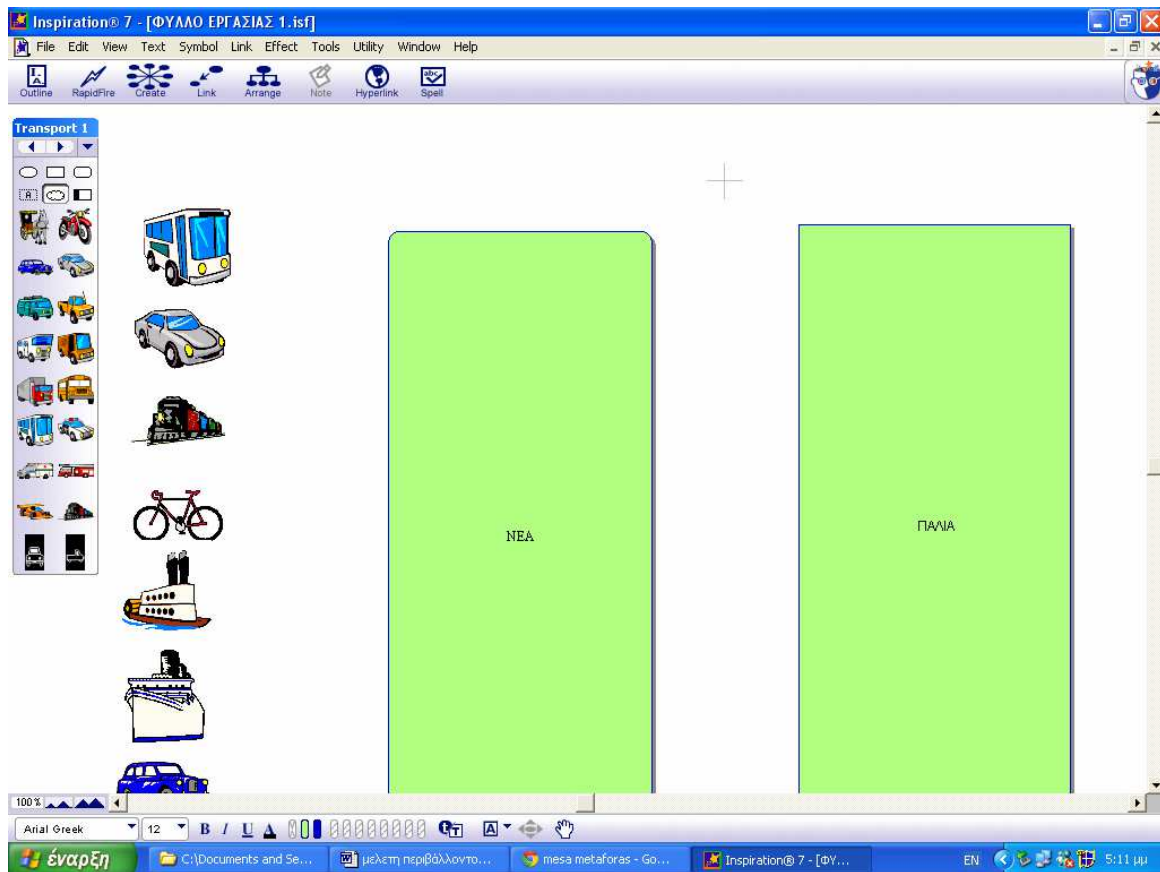 Inspiration® 7 - [ΦΥΛΛΟ ΕΡΓΑΣΙΑΣ 1.isf]
File Edit View Text Symbol Link Effect Tools Utility Window Help
Outline RapidFire Create Link Arrange Note Hyperlink Spell
Transport 1
ΝΕΑ
ΠΑΛΙΑ
100%
Arial Greek 12 B I U A
έναρξη C:\Documents and Se... μελετη περιβάλλοντο... mesa metaforas - Go... Inspiration® 7 - [ΦΥ... EN 5:11 μμ